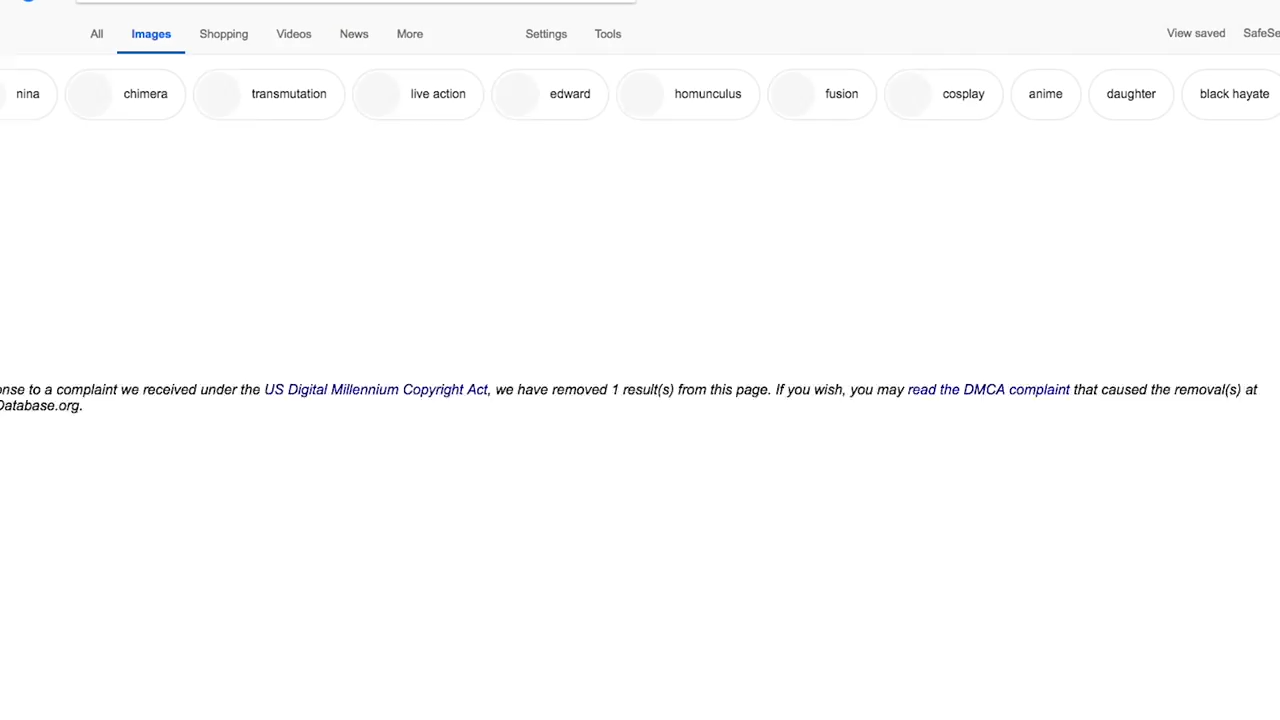 All Images Shopping Videos News More Settings Tools View saved
nina chimera transmutation live action edward homunculus fusion cosplay anime daughter black hayate
to a complaint we received under the US Digital Millennium Copyright Act, we have removed 1 result(s) from this page. If you wish, you may read the DMCA complaint that caused the removal(s) at
Database.org.